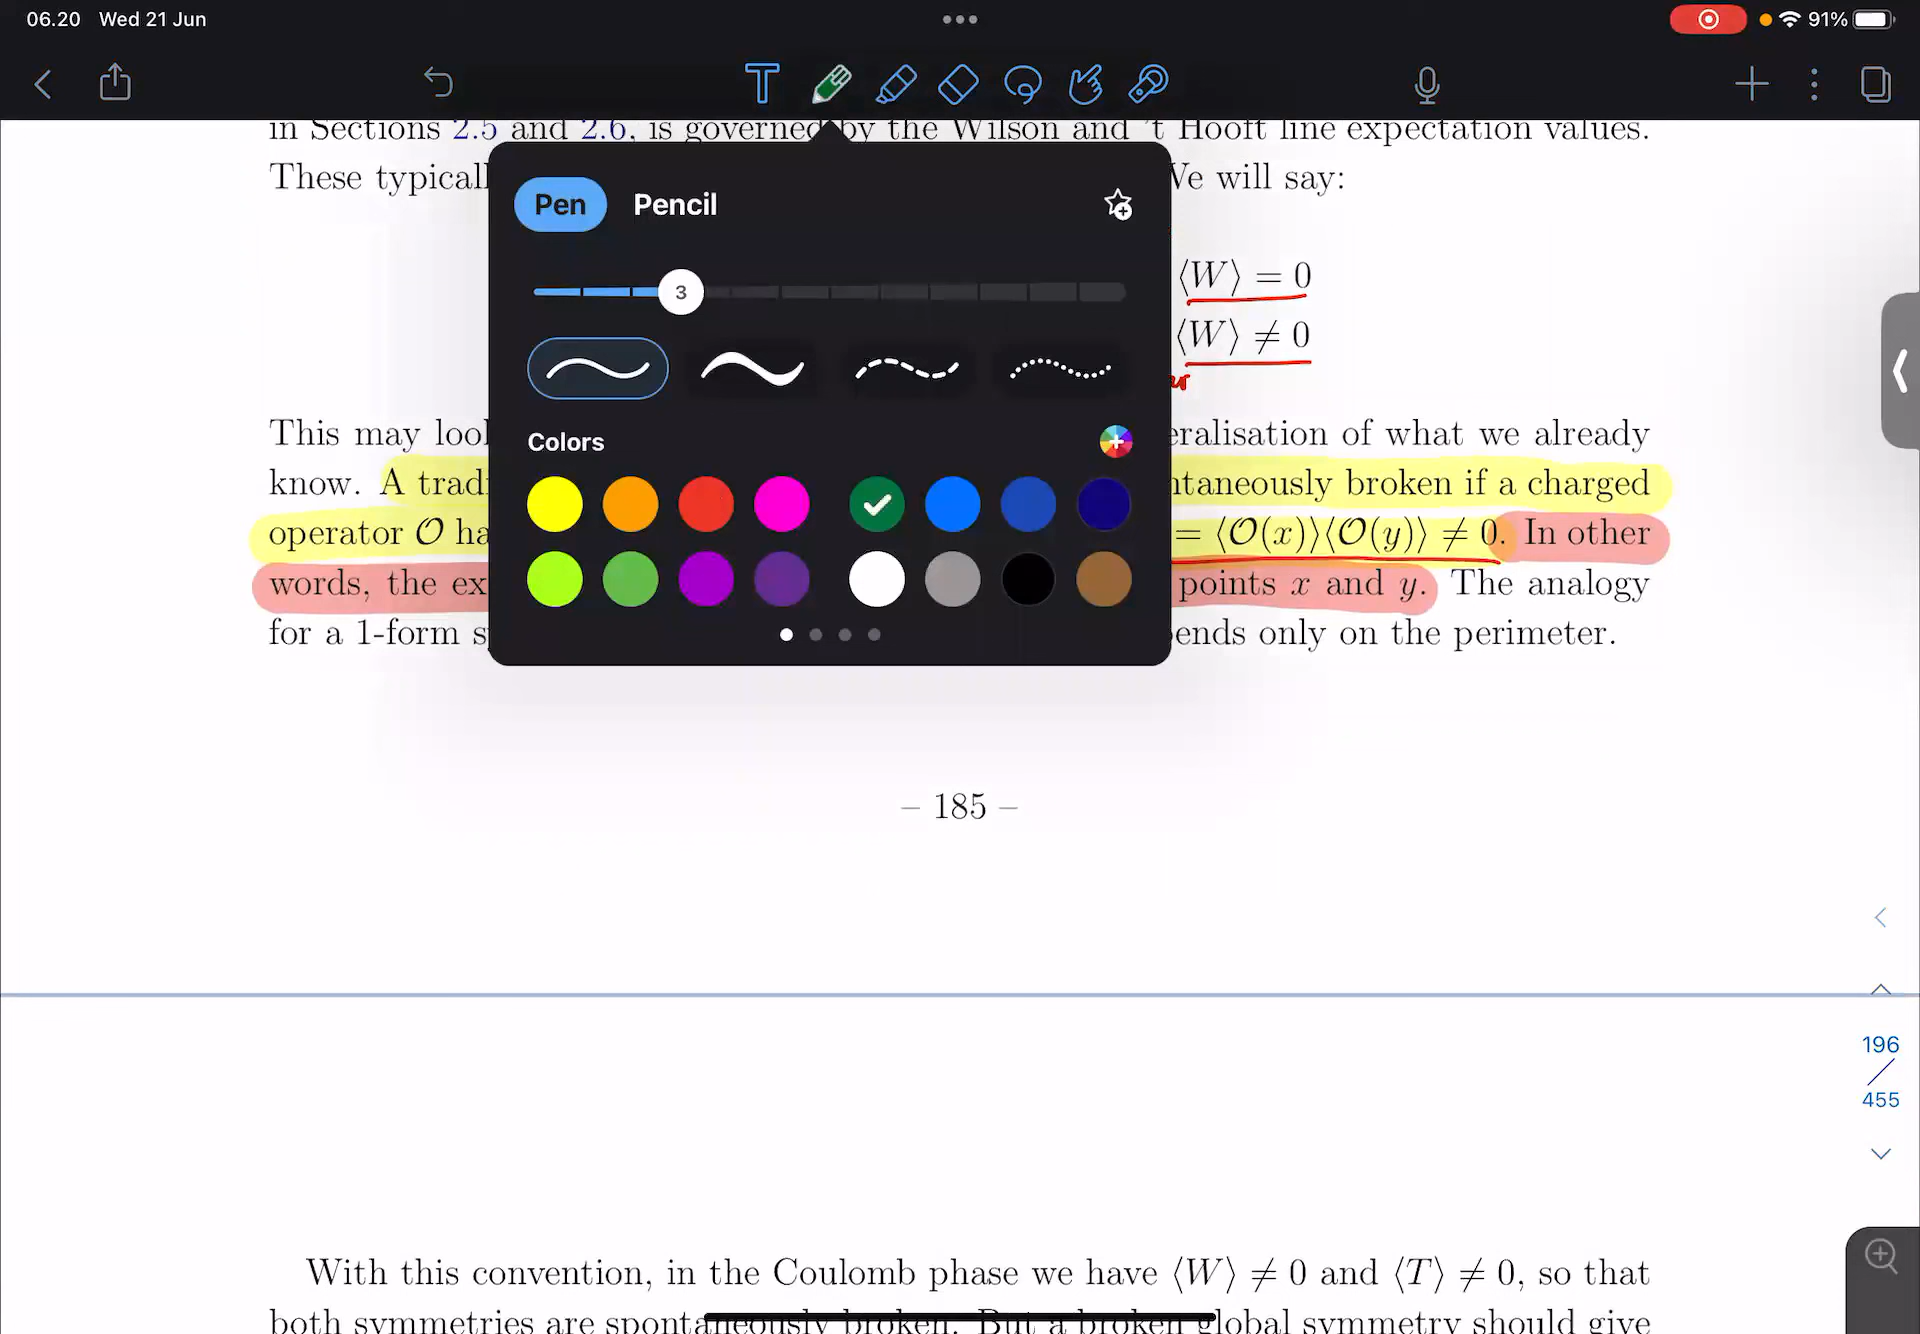 06.20 Wed 21 Jun
91%
in Sections 2.5 and 2.6, is governed by the Wilson and 't Hooft line expectation values.
These typicall We will say:
Pen Pencil
⟨W⟩ = 0
3
⟨W⟩ ≠ 0
This may look eralisation of what we already
Colors
know. A tradi ntaneously broken if a charged
operator O ha = ⟨O(x)⟩⟨O(y)⟩ ≠ 0. In other
words, the ex points x and y. The analogy
for a 1-form s ends only on the perimeter.
– 185 –
196
/
455
With this convention, in the Coulomb phase we have ⟨W⟩ ≠ 0 and ⟨T⟩ ≠ 0, so that
both symmetries are spontaneously broken. But a broken global symmetry should give